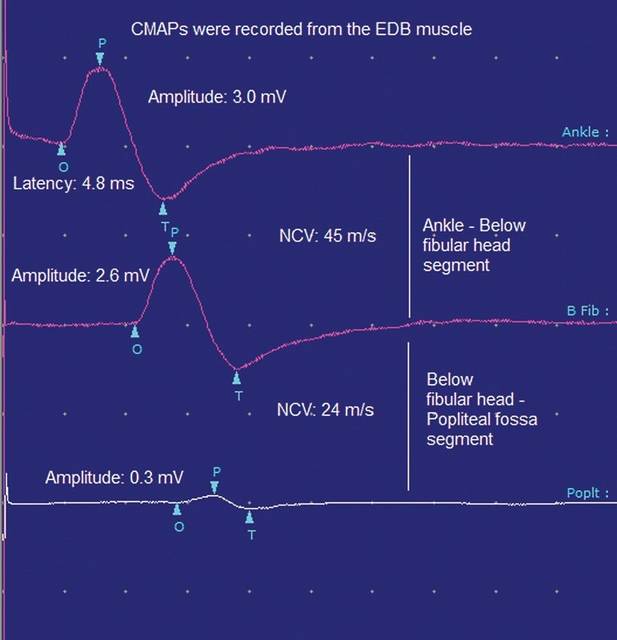 CMAPs were recorded from the EDB muscle
P
Amplitude: 3.0 mV
Ankle :
O
Latency: 4.8 ms
T
P
NCV: 45 m/s
Ankle - Below
fibular head
segment
Amplitude: 2.6 mV
B Fib :
O
T
NCV: 24 m/s
Below
fibular head -
Popliteal fossa
segment
Amplitude: 0.3 mV
P
Poplt :
O
T